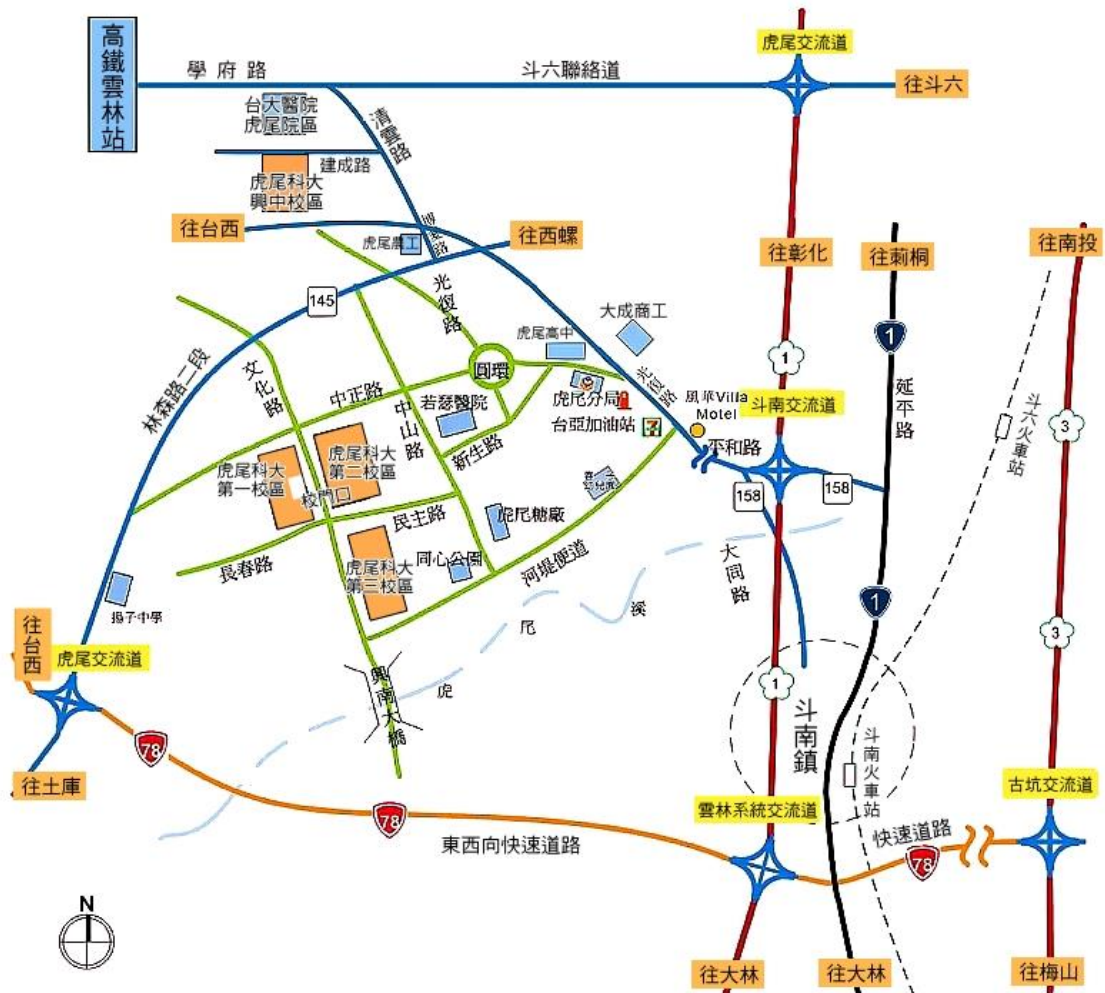 虎尾交流道
高鐵雲林站
學府路
斗六聯絡道
往斗六
台大醫院
虎尾院區
清雲路
建成路
虎尾科大
興中校區
往台西
虎尾農工
往西螺
往彰化
往莿桐
往南投
145
光復路
大成商工
1
1
虎尾高中
圓環
林森路二段
文化路
中正路
中山路
若瑟醫院
新生路
虎尾分局
台亞加油站
7
光復路
風華Villa
Motel
斗南交流道
延平路
斗六火車站
3
平和路
158
158
虎尾科大
第一校區
虎尾科大
第二校區
校門口
民主路
虎尾糖廠
長春路
虎尾科大
第三校區
同心公園
河堤便道
大同路
揚子中學
1
3
往台西
虎尾交流道
虎尾溪
興南大橋
1
斗南鎮
斗南火車站
78
往土庫
78
雲林系統交流道
古坑交流道
東西向快速道路
快速道路
78
N
往大林
往大林
往梅山